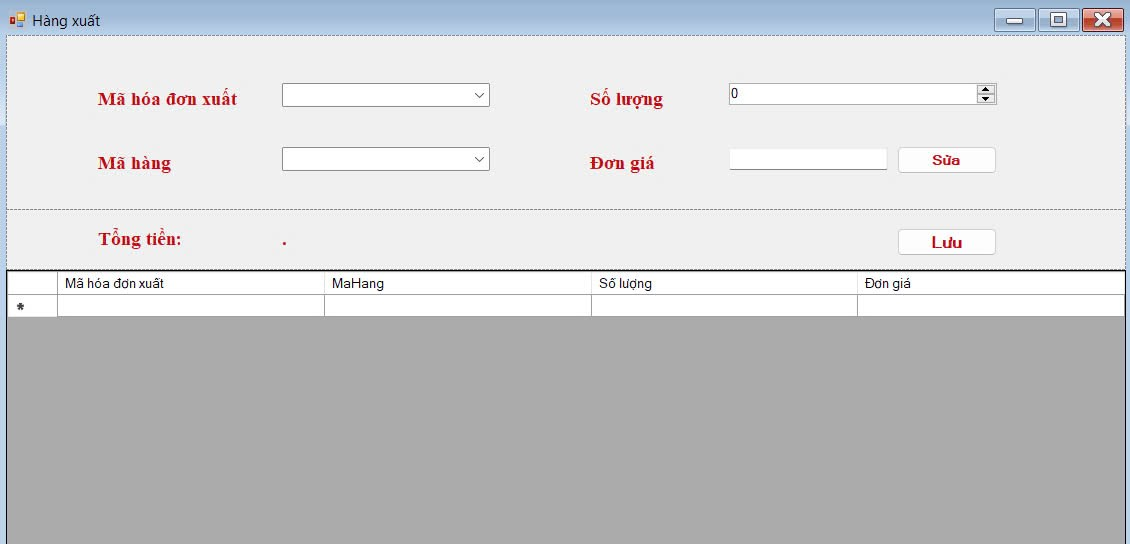 Hàng xuất
Mã hóa đơn xuất
Số lượng 0
Mã hàng
Đơn giá Sửa
Tổng tiền: . Lưu
Mã hóa đơn xuất MaHang Số lượng Đơn giá
*